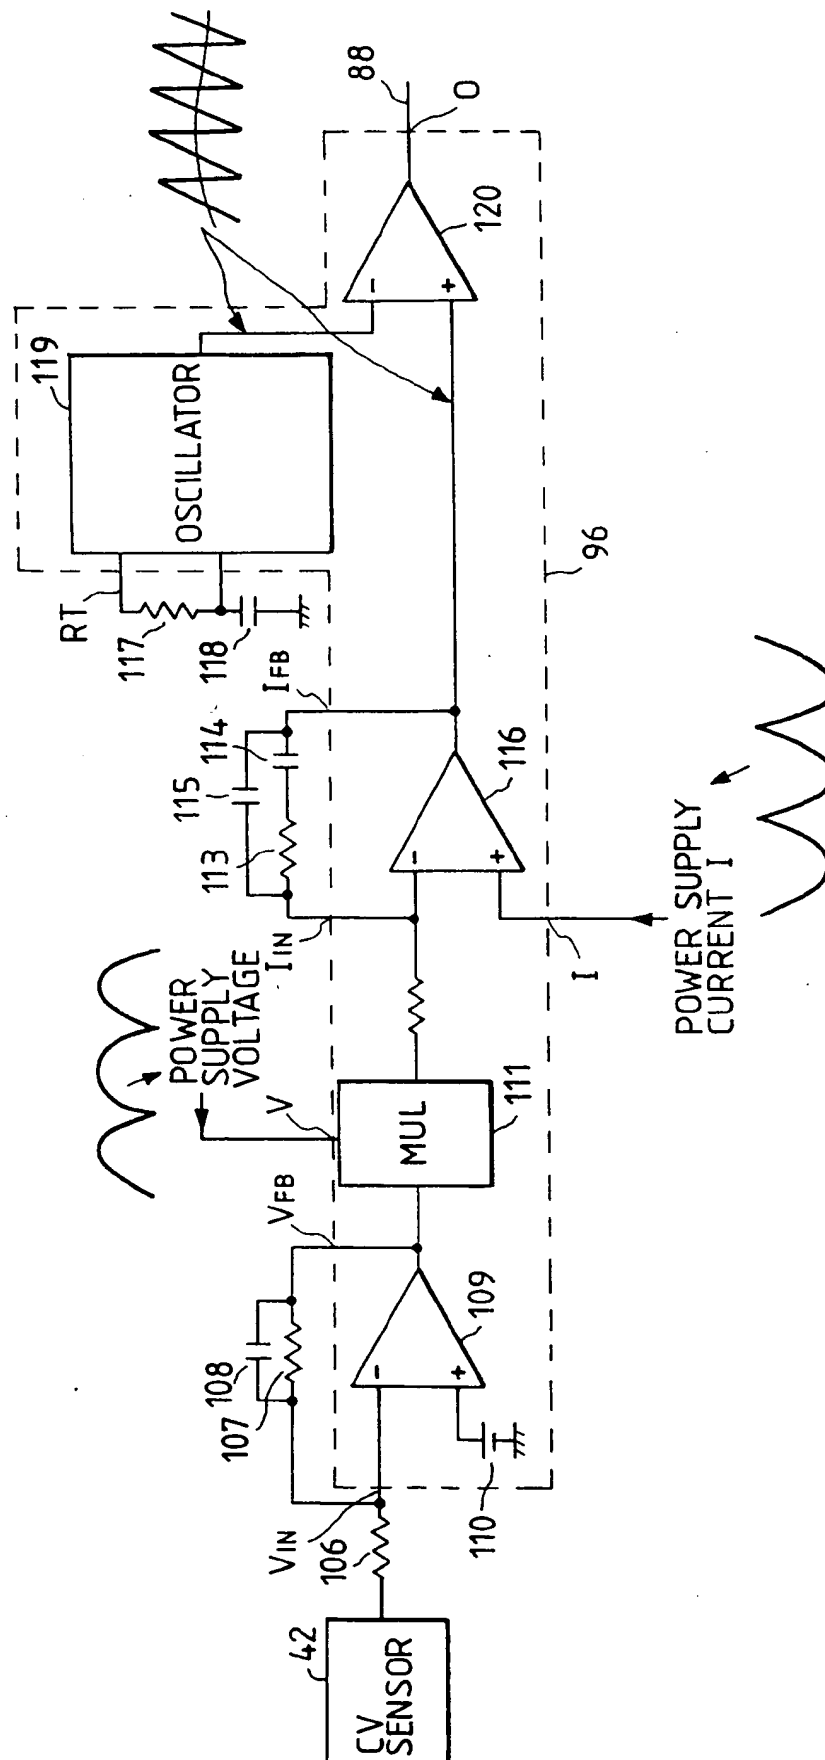 42
CV
SENSOR
VIN
106
107
108
VFB
109
110
V
POWER
SUPPLY
VOLTAGE
MUL
111
IIN
113
115
114
IFB
116
I
POWER SUPPLY
CURRENT I
96
RT
117
118
119
OSCILLATOR
120
88
O
-
+
-
+
-
+